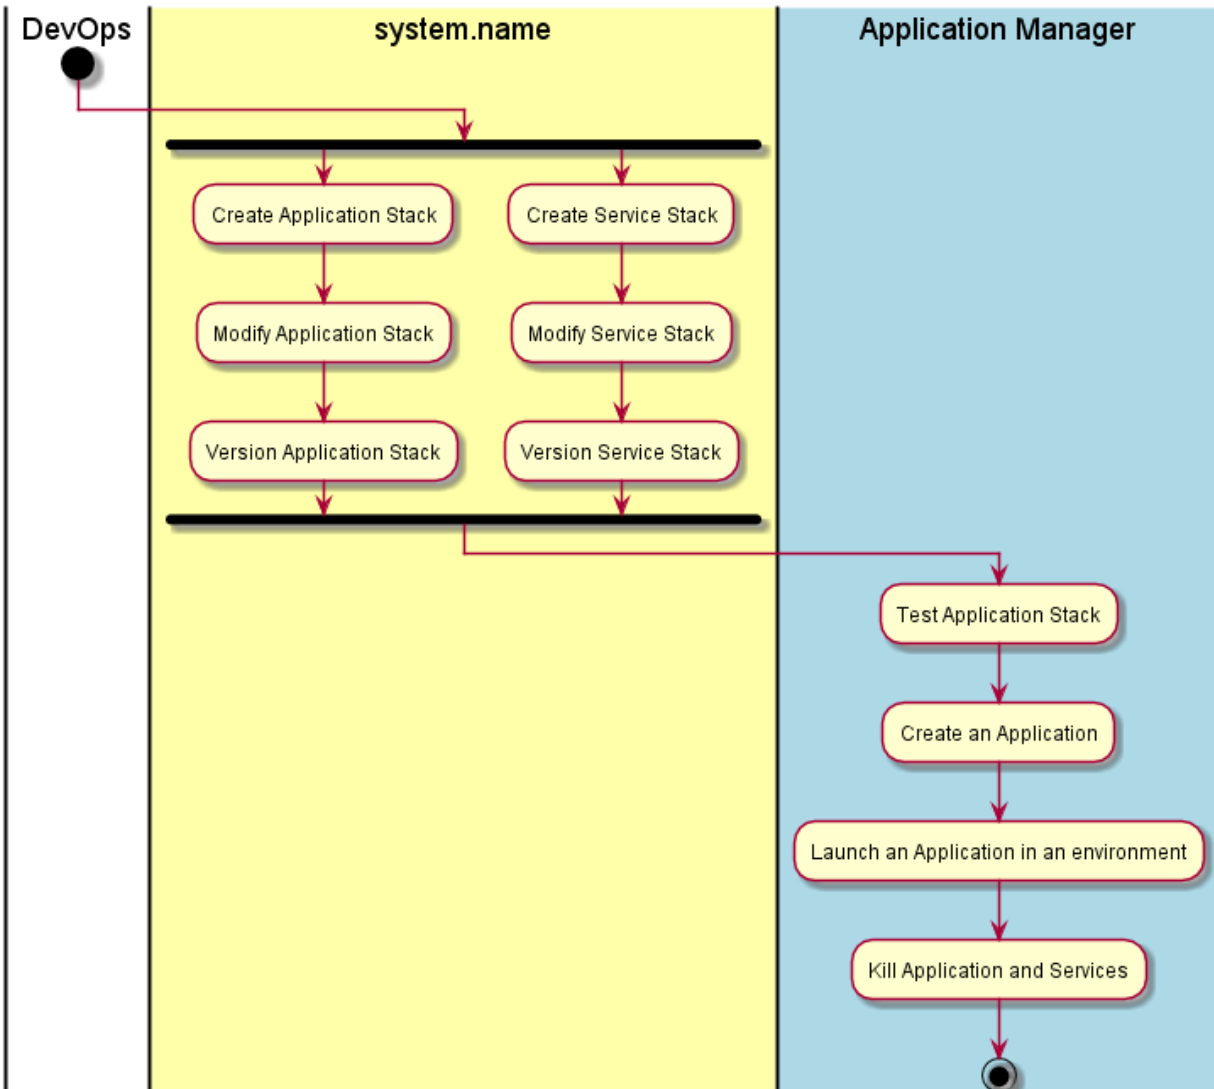 DevOps
system.name
Application Manager
Create Application Stack
Create Service Stack
Modify Application Stack
Modify Service Stack
Version Application Stack
Version Service Stack
Test Application Stack
Create an Application
Launch an Application in an environment
Kill Application and Services